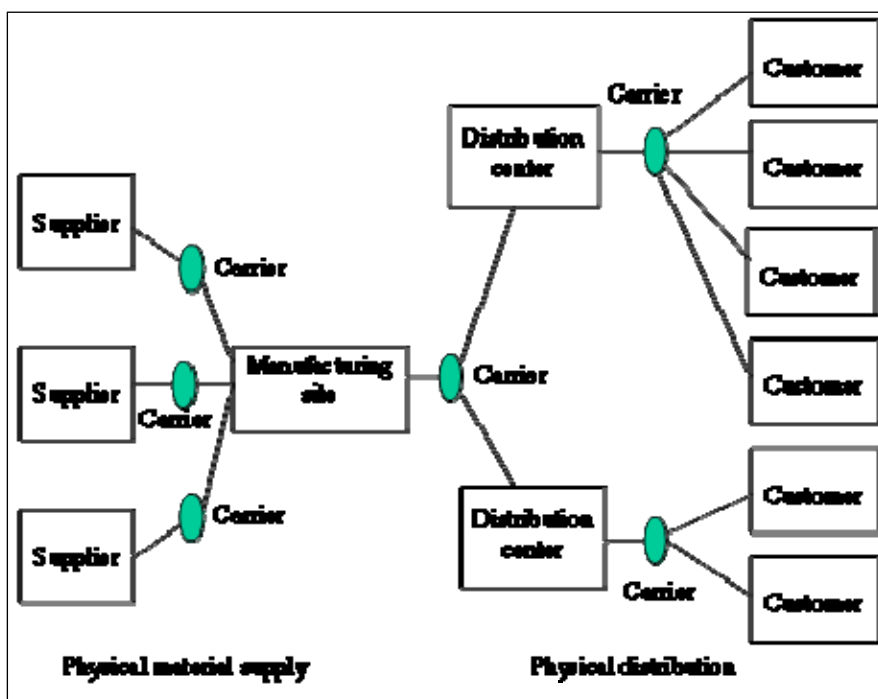 Customer
Carrier
Distribution
center
Customer
Supplier
Carrier
Customer
Manufacturing
site
Carrier
Customer
Supplier
Carrier
Customer
Supplier
Carrier
Distribution
center
Carrier
Customer
Physical material supply
Physical distribution